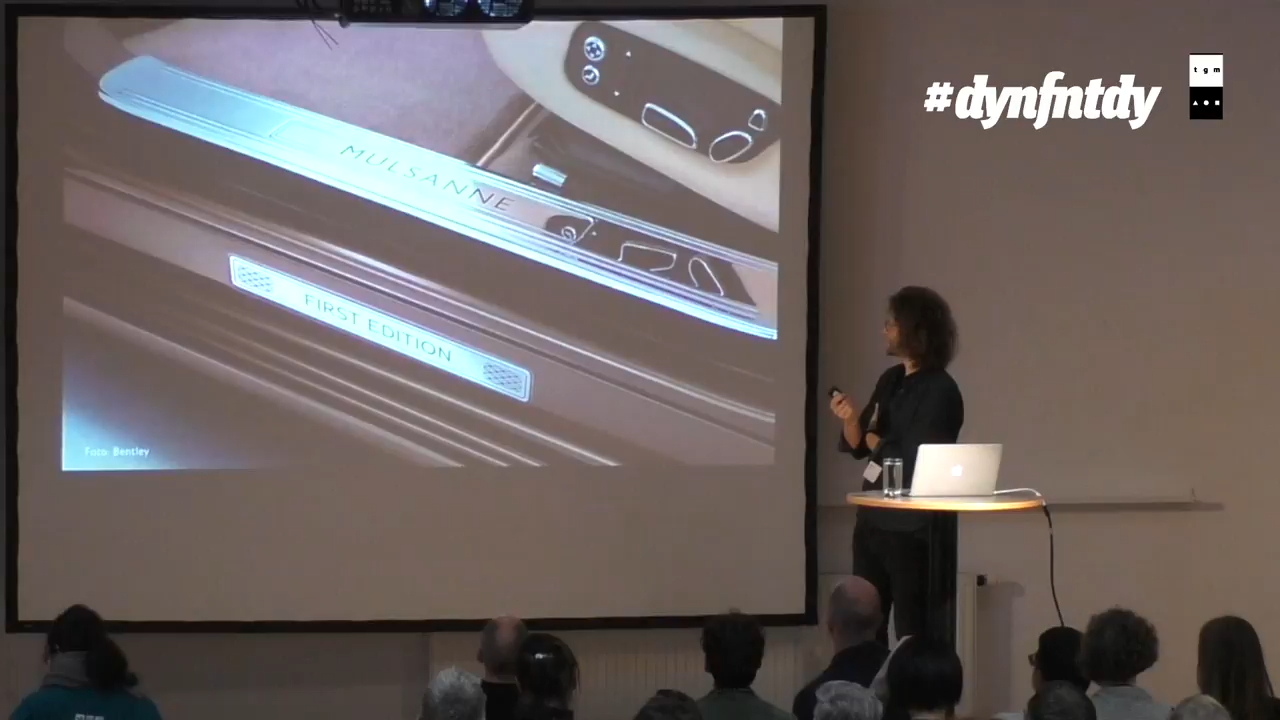 MULSANNE
FIRST EDITION
Foto: Bentley
#dynfntdy
tgm